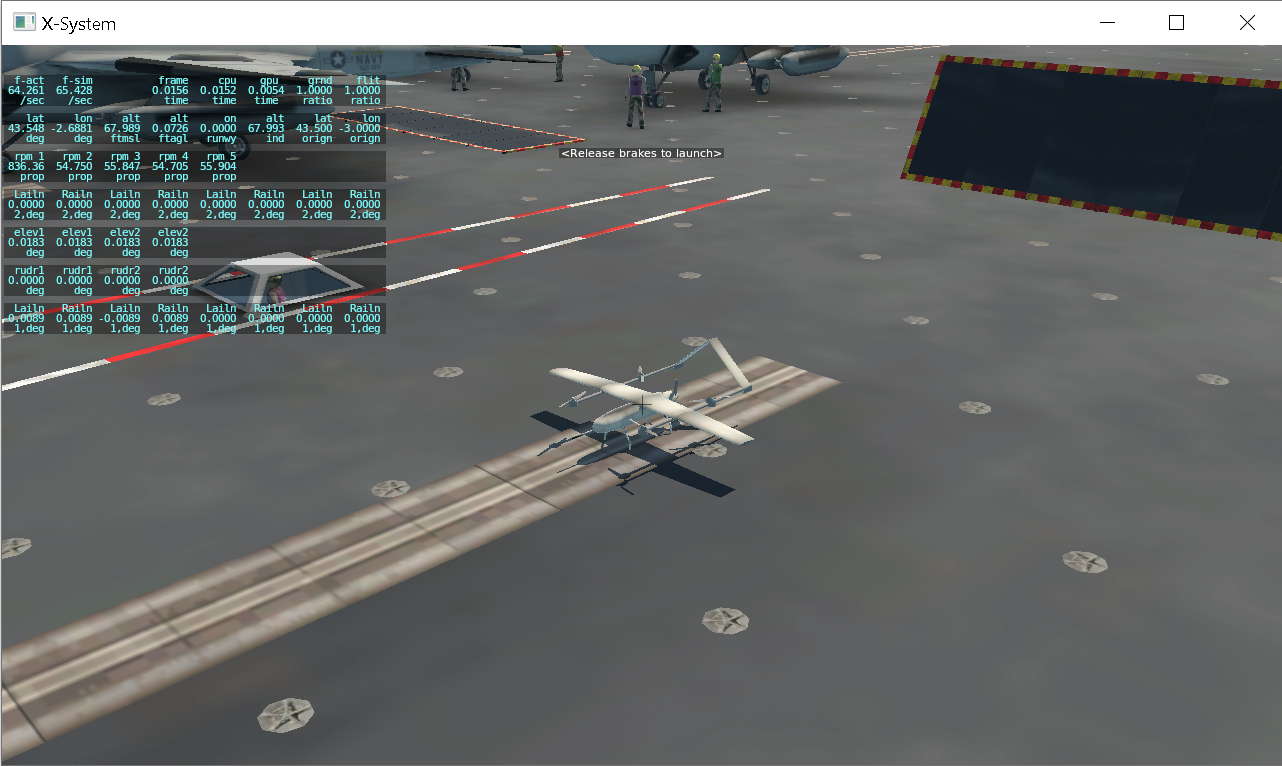 X-System
f-act f-sim frame cpu gpu grnd flit
64.261 65.428 0.0156 0.0152 0.0054 1.0000 1.0000
/sec /sec time time time ratio ratio
lat lon alt alt on alt lat lon
43.548 -2.6881 67.989 0.0726 0.0000 67.993 43.500 -3.0000
deg deg ftmsl ftagl runwy ind orign orign
rpm 1 rpm 2 rpm 3 rpm 4 rpm 5
836.36 54.750 55.847 54.705 55.904
prop prop prop prop prop
Lailn Railn Lailn Railn Lailn Railn Lailn Railn
0.0000 0.0000 0.0000 0.0000 0.0000 0.0000 0.0000 0.0000
2,deg 2,deg 2,deg 2,deg 2,deg 2,deg 2,deg 2,deg
elev1 elev1 elev2 elev2
0.0183 0.0183 0.0183 0.0183
deg deg deg deg
rudr1 rudr1 rudr2 rudr2
0.0000 0.0000 0.0000 0.0000
deg deg deg deg
Lailn Railn Lailn Railn Lailn Railn Lailn Railn
0.0089 0.0089 -0.0089 0.0089 0.0000 0.0000 0.0000 0.0000
1,deg 1,deg 1,deg 1,deg 1,deg 1,deg 1,deg 1,deg
NAVY
<Release brakes to launch>